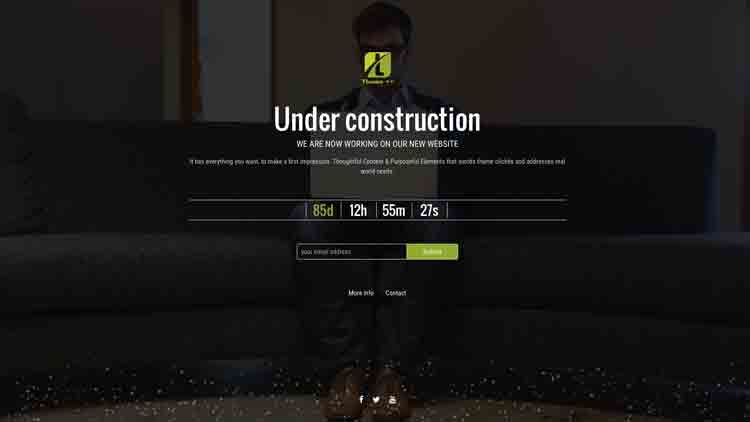 Under construction
WE ARE NOW WORKING ON OUR NEW WEBSITE
It has everything you want, to make a first impression. Thoughtful Content & Purposeful Elements that avoids theme clichés and addresses real
world needs.
85d 12h 55m 27s
your email address Submit
More Info Contact